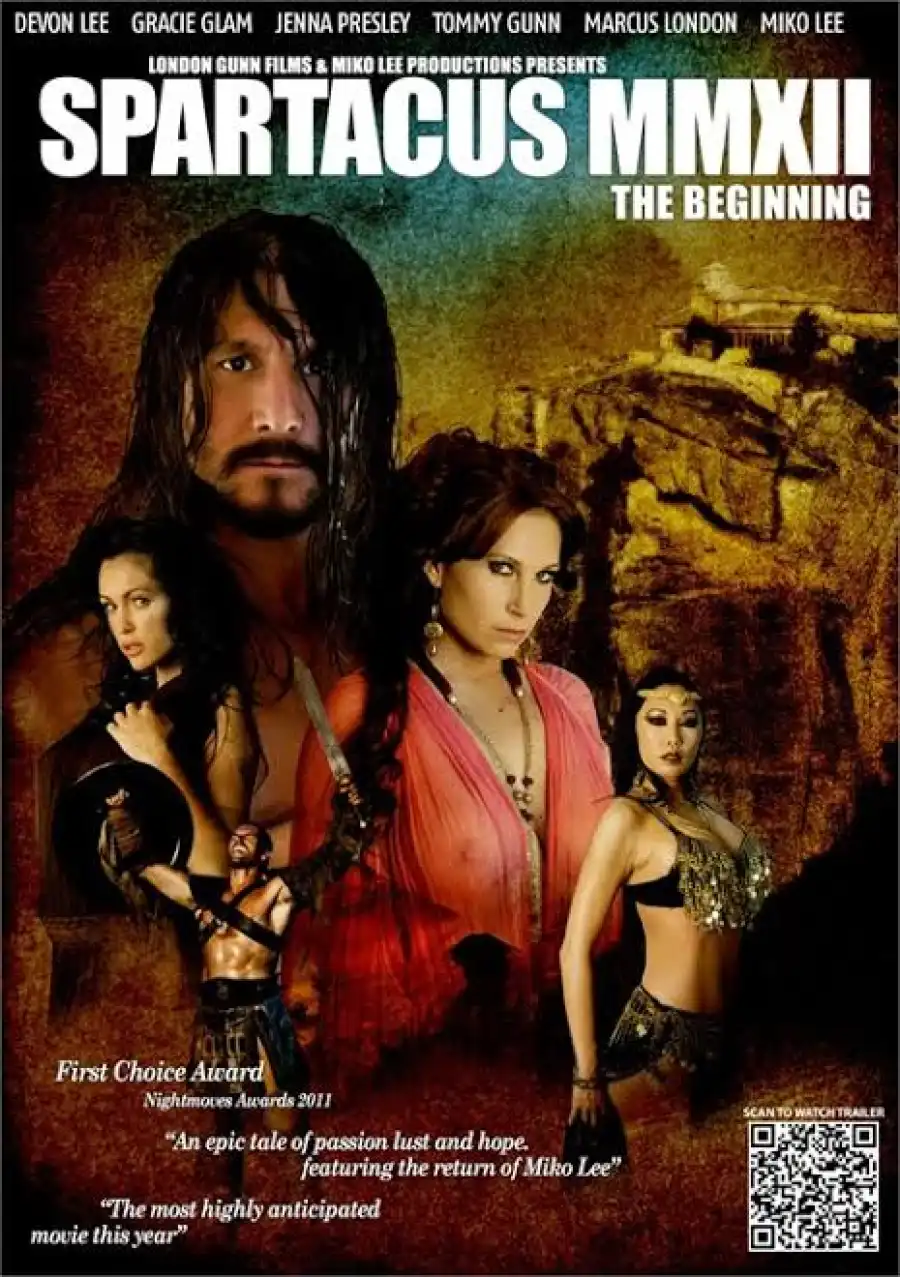 DEVON LEE GRACIE GLAM JENNA PRESLEY TOMMY GUNN MARCUS LONDON MIKO LEE
LONDON GUNN FILMS & MIKO LEE PRODUCTIONS PRESENTS
SPARTACUS MMXII
THE BEGINNING
First Choice Award
Nightmoves Awards 2011
"An epic tale of passion lust and hope.
featuring the return of Miko Lee"
"The most highly anticipated
movie this year"
SCAN TO WATCH TRAILER